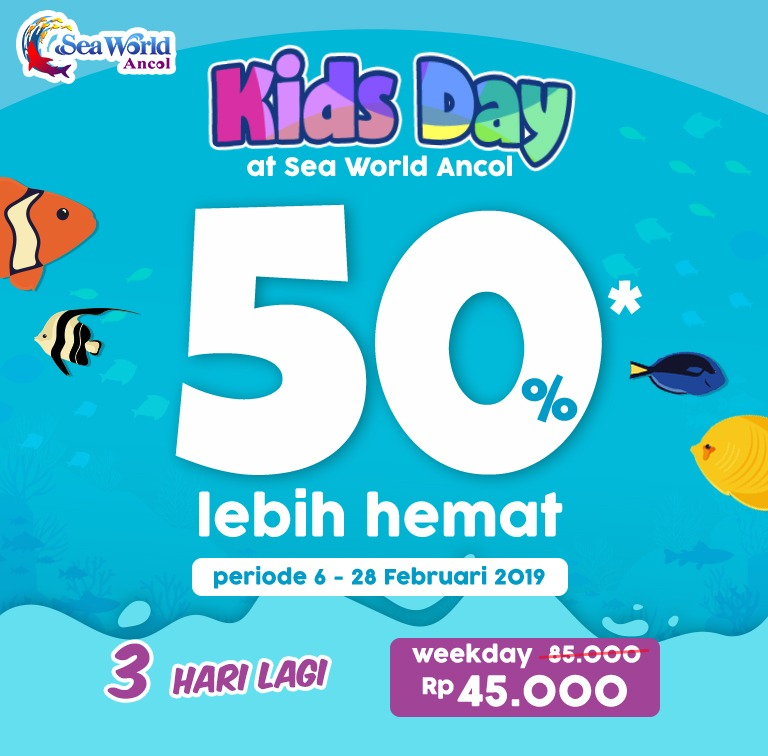 Sea World
Ancol
Kids Day
at Sea World Ancol
50%*
lebih hemat
periode 6 - 28 Februari 2019
3 HARI LAGI
weekday 85.000
Rp 45.000